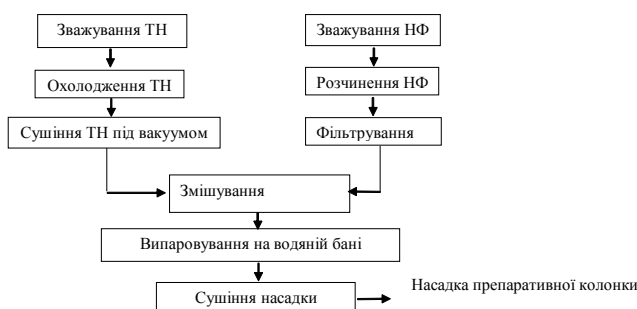 Зважування ТН
Зважування НФ
Охолодження ТН
Розчинення НФ
Сушіння ТН під вакуумом
Фільтрування
Змішування
Випаровування на водяній бані
Сушіння насадки
Насадка препаративної колонки